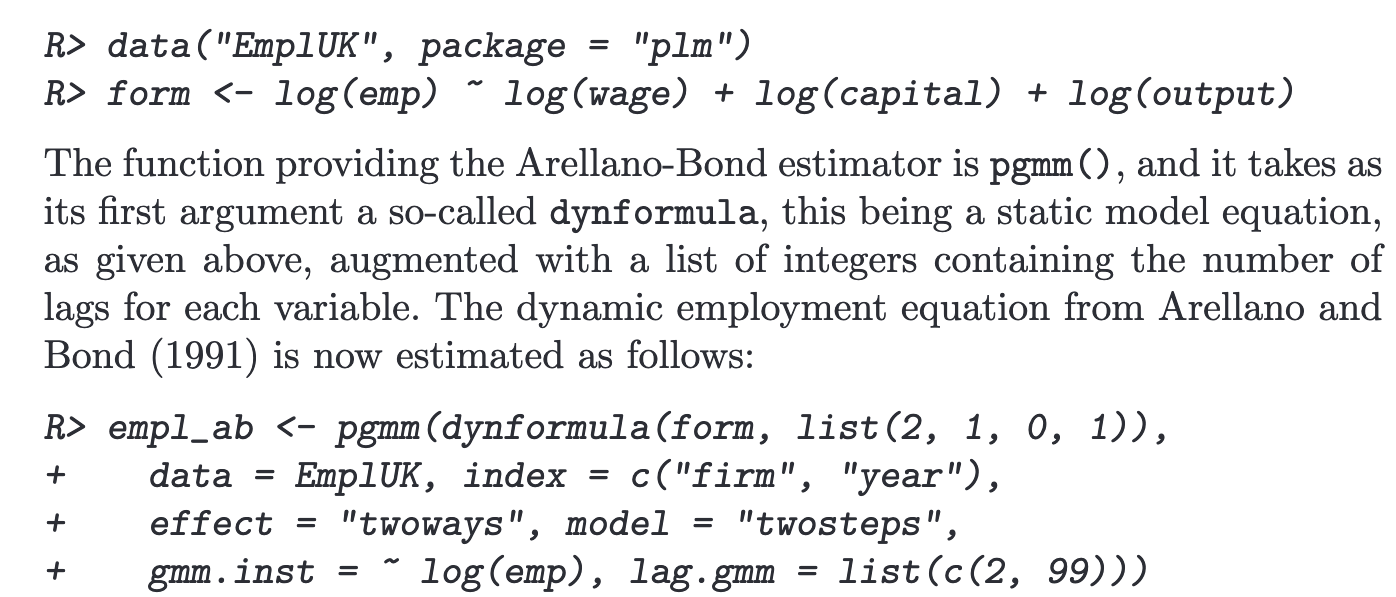 R> data("EmplUK", package = "plm")
R> form <- log(emp) ~ log(wage) + log(capital) + log(output)
The function providing the Arellano-Bond estimator is pgmm(), and it takes as
its first argument a so-called dynformula, this being a static model equation,
as given above, augmented with a list of integers containing the number of
lags for each variable. The dynamic employment equation from Arellano and
Bond (1991) is now estimated as follows:
R> empl_ab <- pgmm(dynformula(form, list(2, 1, 0, 1)),
+    data = EmplUK, index = c("firm", "year"),
+    effect = "twoways", model = "twosteps",
+    gmm.inst = ~ log(emp), lag.gmm = list(c(2, 99)))